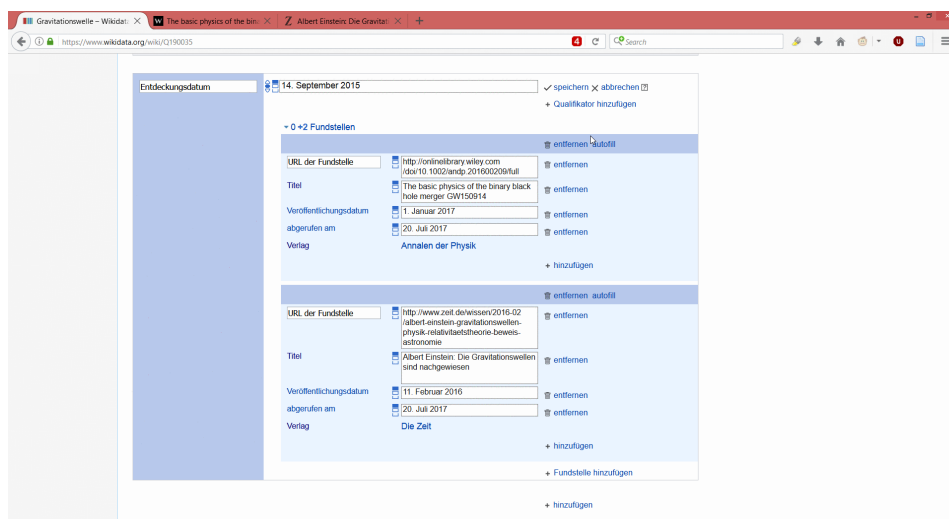 Gravitationswelle – Wikidat
The basic physics of the bin
Albert Einstein: Die Gravitat
https://www.wikidata.org/wiki/Q190035
4
Search
Entdeckungsdatum
14. September 2015
speichern abbrechen [?]
+ Qualifikator hinzufügen
0 +2 Fundstellen
entfernen autofill
URL der Fundstelle
http://onlinelibrary.wiley.com
/doi/10.1002/andp.201600209/full
entfernen
Titel
The basic physics of the binary black
hole merger GW150914
entfernen
Veröffentlichungsdatum
1. Januar 2017
entfernen
abgerufen am
20. Juli 2017
entfernen
Verlag
Annalen der Physik
+ hinzufügen
entfernen autofill
URL der Fundstelle
http://www.zeit.de/wissen/2016-02
/albert-einstein-gravitationswellen-
physik-relativitaetstheorie-beweis-
astronomie
entfernen
Titel
Albert Einstein: Die Gravitationswellen
sind nachgewiesen
entfernen
Veröffentlichungsdatum
11. Februar 2016
entfernen
abgerufen am
20. Juli 2017
entfernen
Verlag
Die Zeit
+ hinzufügen
+ Fundstelle hinzufügen
+ hinzufügen